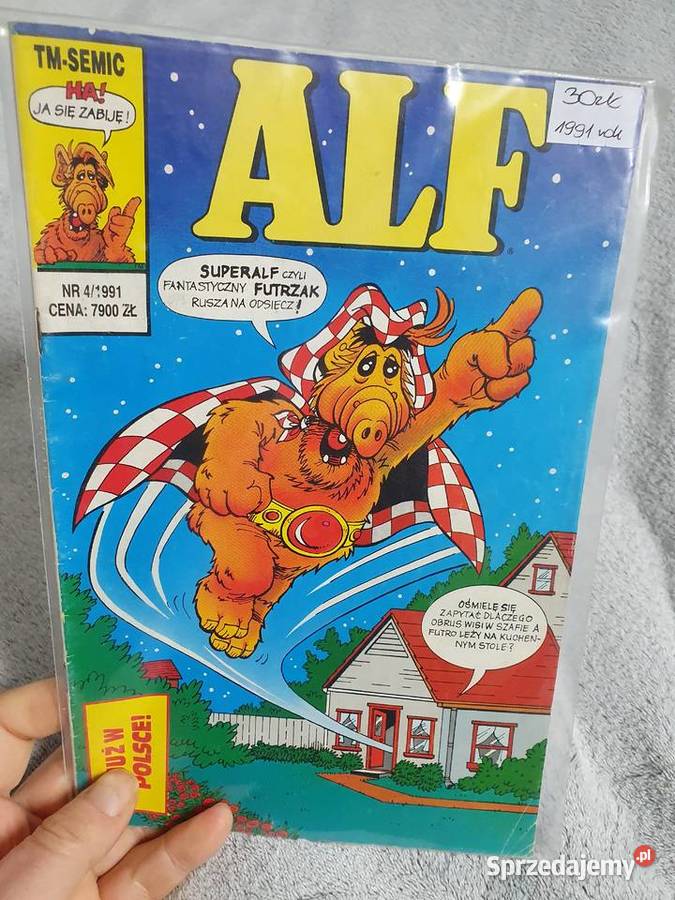 TM-SEMIC
HA!
JA SIĘ ZABIJĘ!
NR 4/1991
CENA: 7900 ZŁ
ALF
30zł
1991 rok
SUPERALF CZYLI
FANTASTYCZNY FUTRZAK
RUSZA NA ODSIECZ!
OŚMIELĘ SIĘ
ZAPYTAĆ DLACZEGO
OBRUS WISI W SZAFIE A
FUTRO LEŻY NA KUCHEN-
NYM STOLE?
JUŻ W
POLSCE!
Sprzedajemy.pl